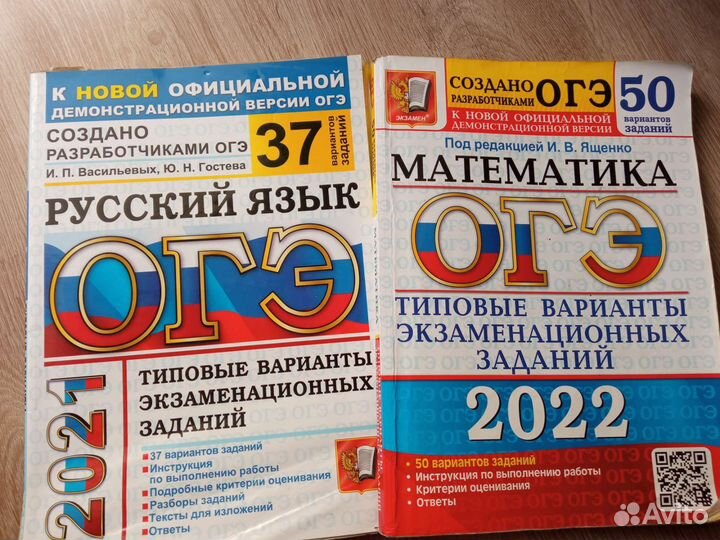 К НОВОЙ ОФИЦИАЛЬНОЙ
ДЕМОНСТРАЦИОННОЙ ВЕРСИИ ОГЭ
СОЗДАНО
РАЗРАБОТЧИКАМИ ОГЭ
И. П. Васильевых, Ю. Н. Гостева
37
вариантов
заданий
РУССКИЙ ЯЗЫК
ОГЭ
2021
ТИПОВЫЕ ВАРИАНТЫ
ЭКЗАМЕНАЦИОННЫХ
ЗАДАНИЙ
37 вариантов заданий
Инструкция
по выполнению работы
Подробные критерии оценивания
Разборы заданий
Тексты для изложений
Ответы
ЭКЗАМЕН
СОЗДАНО
РАЗРАБОТЧИКАМИ
ОГЭ
К НОВОЙ ОФИЦИАЛЬНОЙ
ДЕМОНСТРАЦИОННОЙ ВЕРСИИ
50
вариантов
заданий
Под редакцией И. В. Ященко
МАТЕМАТИКА
ОГЭ
ТИПОВЫЕ ВАРИАНТЫ
ЭКЗАМЕНАЦИОННЫХ
ЗАДАНИЙ
2022
50 вариантов заданий
Инструкция по выполнению работы
Критерии оценивания
Ответы
Avito